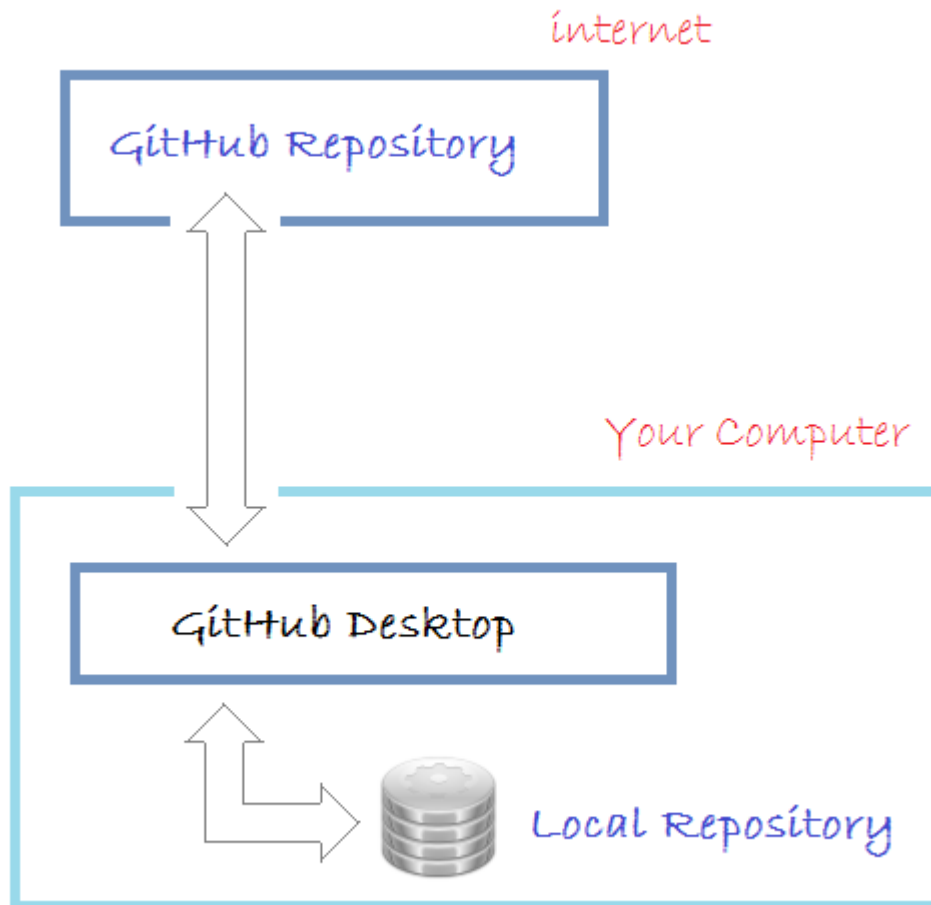 internet
GitHub Repository
Your Computer
GitHub Desktop
Local Repository